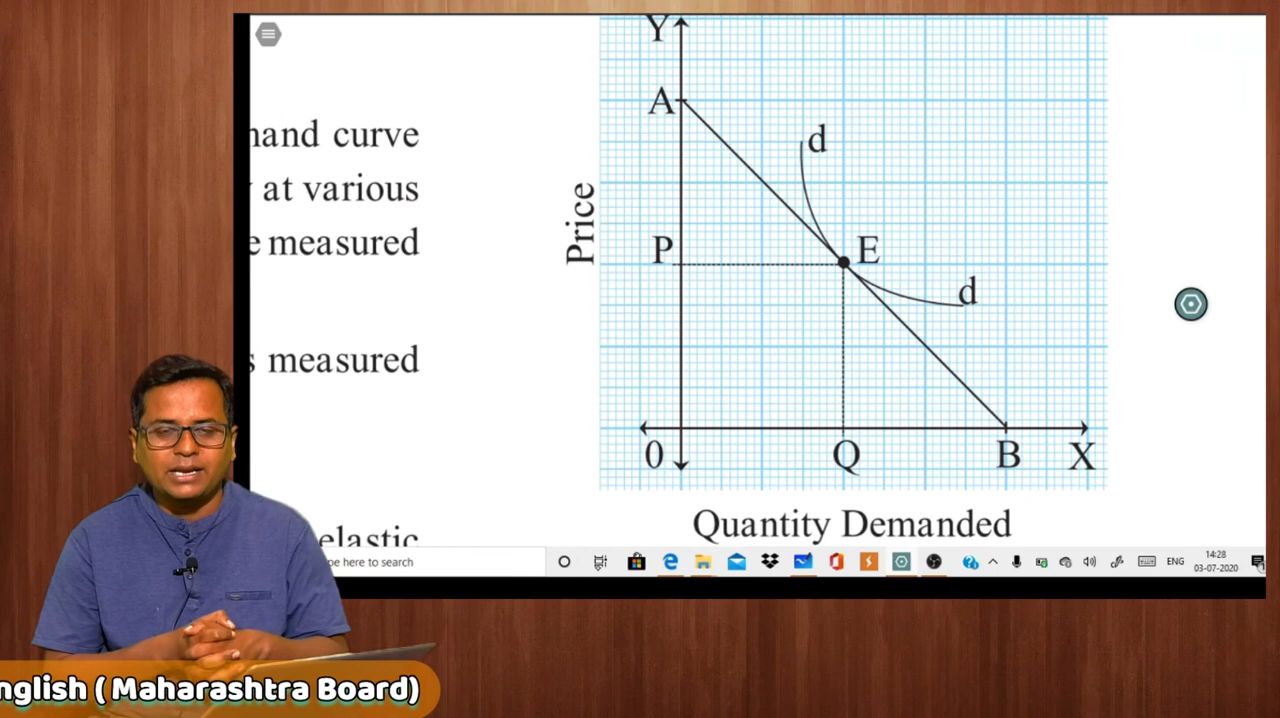 hand curve
at various
measured
measured
elastic
Y
A
d
Price
P
E
d
0
Q
B
X
Quantity Demanded
pe here to search
ENG
14:28
03-07-2020
nglish ( Maharashtra Board)